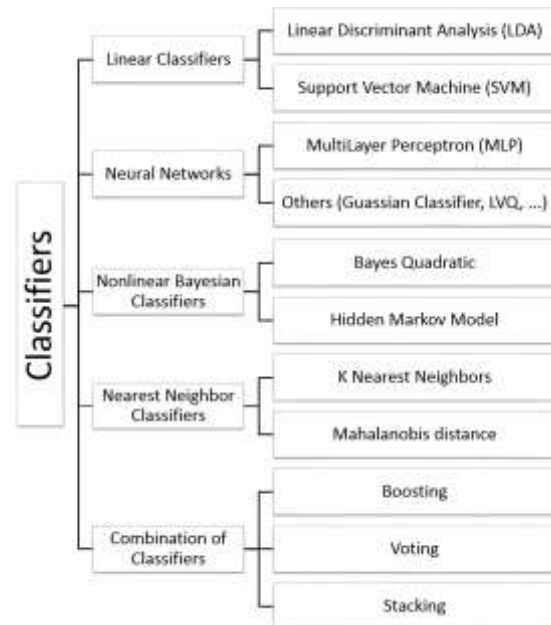 Classifiers
Linear Classifiers
Linear Discriminant Analysis (LDA)
Support Vector Machine (SVM)
Neural Networks
MultiLayer Perceptron (MLP)
Others (Guassian Classifier, LVQ, ...)
Nonlinear Bayesian
Classifiers
Bayes Quadratic
Hidden Markov Model
Nearest Neighbor
Classifiers
K Nearest Neighbors
Mahalanobis distance
Combination of
Classifiers
Boosting
Voting
Stacking